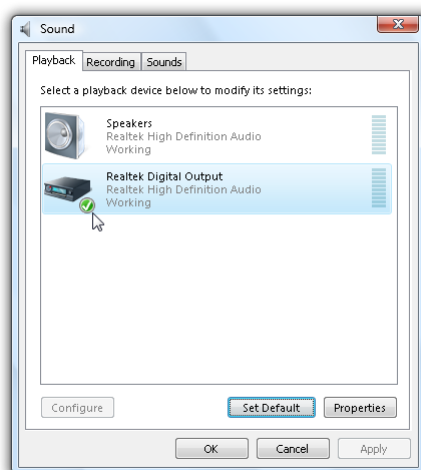 Sound
Playback Recording Sounds
Select a playback device below to modify its settings:
Speakers
Realtek High Definition Audio
Working
Realtek Digital Output
Realtek High Definition Audio
Working
Configure Set Default Properties
OK Cancel Apply